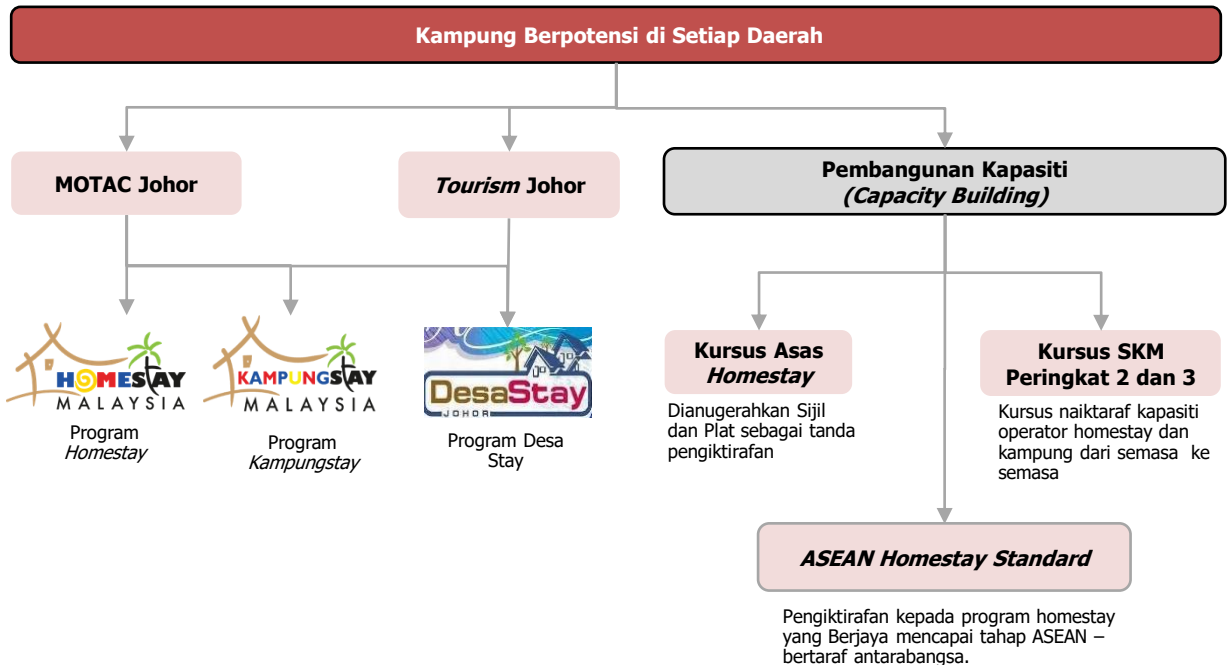 Kampung Berpotensi di Setiap Daerah
MOTAC Johor
Tourism Johor
Pembangunan Kapasiti
(Capacity Building)
HOMESTAY
MALAYSIA
Program
Homestay
KAMPUNGSTAY
MALAYSIA
Program
Kampungstay
DesaStay
JOHOR
Program Desa
Stay
Kursus Asas
Homestay
Dianugerahkan Sijil
dan Plat sebagai tanda
pengiktirafan
Kursus SKM
Peringkat 2 dan 3
Kursus naiktaraf kapasiti
operator homestay dan
kampung dari semasa ke
semasa
ASEAN Homestay Standard
Pengiktirafan kepada program homestay
yang Berjaya mencapai tahap ASEAN –
bertaraf antarabangsa.